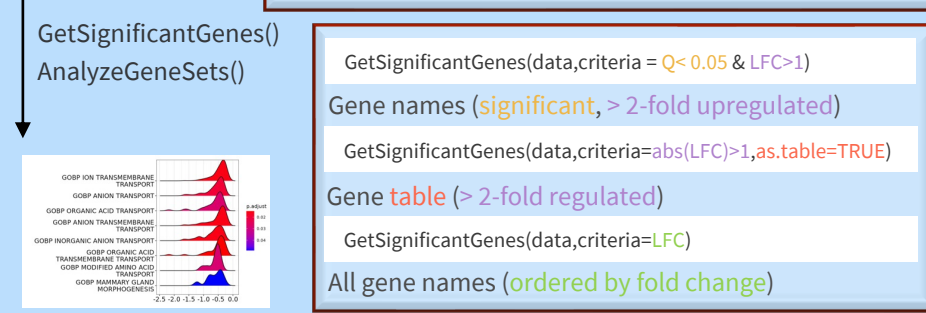 GetSignificantGenes()
AnalyzeGeneSets()
GetSignificantGenes(data,criteria = Q< 0.05 & LFC>1)
Gene names (significant, > 2-fold upregulated)
GetSignificantGenes(data,criteria=abs(LFC)>1,as.table=TRUE)
Gene table (> 2-fold regulated)
GetSignificantGenes(data,criteria=LFC)
All gene names (ordered by fold change)
GOBP ION TRANSMEMBRANE
TRANSPORT
GOBP ANION TRANSPORT
GOBP ORGANIC ACID TRANSPORT
GOBP ANION TRANSMEMBRANE
TRANSPORT
GOBP INORGANIC ANION TRANSPORT
GOBP ORGANIC ACID
TRANSMEMBRANE TRANSPORT
GOBP MODIFIED AMINO ACID
TRANSPORT
GOBP MAMMARY GLAND
MORPHOGENESIS
-2.5 -2.0 -1.5 -1.0 -0.5 0.0
p.adjust
0.02
0.03
0.04